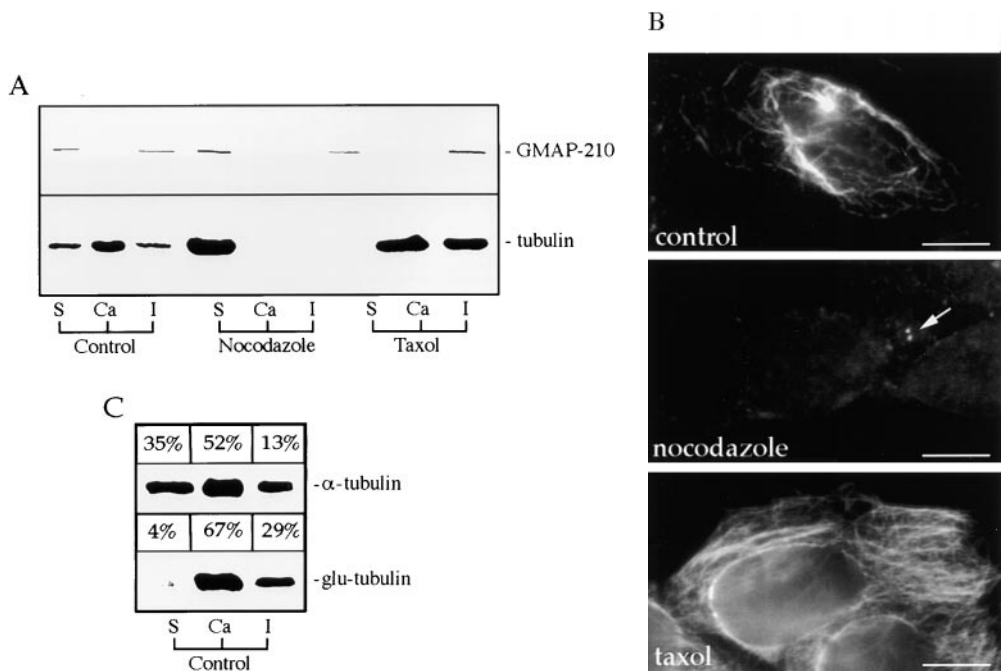 A
- GMAP-210
- tubulin
S Ca I S Ca I S Ca I
Control Nocodazole Taxol
B
control
nocodazole
taxol
C
35% 52% 13%
-α-tubulin
4% 67% 29%
-glu-tubulin
S Ca I
Control